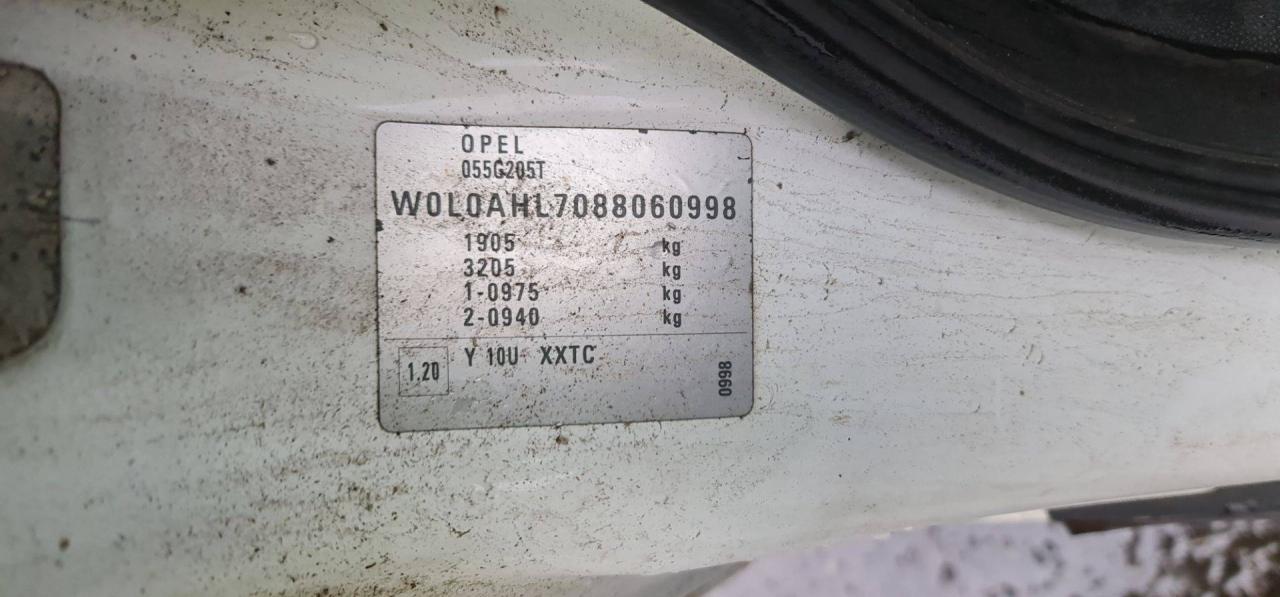 OPEL
055G205T
W0L0AHL7088060998
1905 kg
3205 kg
1-0975 kg
2-0940 kg
1.20 Y 10U XXTC
0998